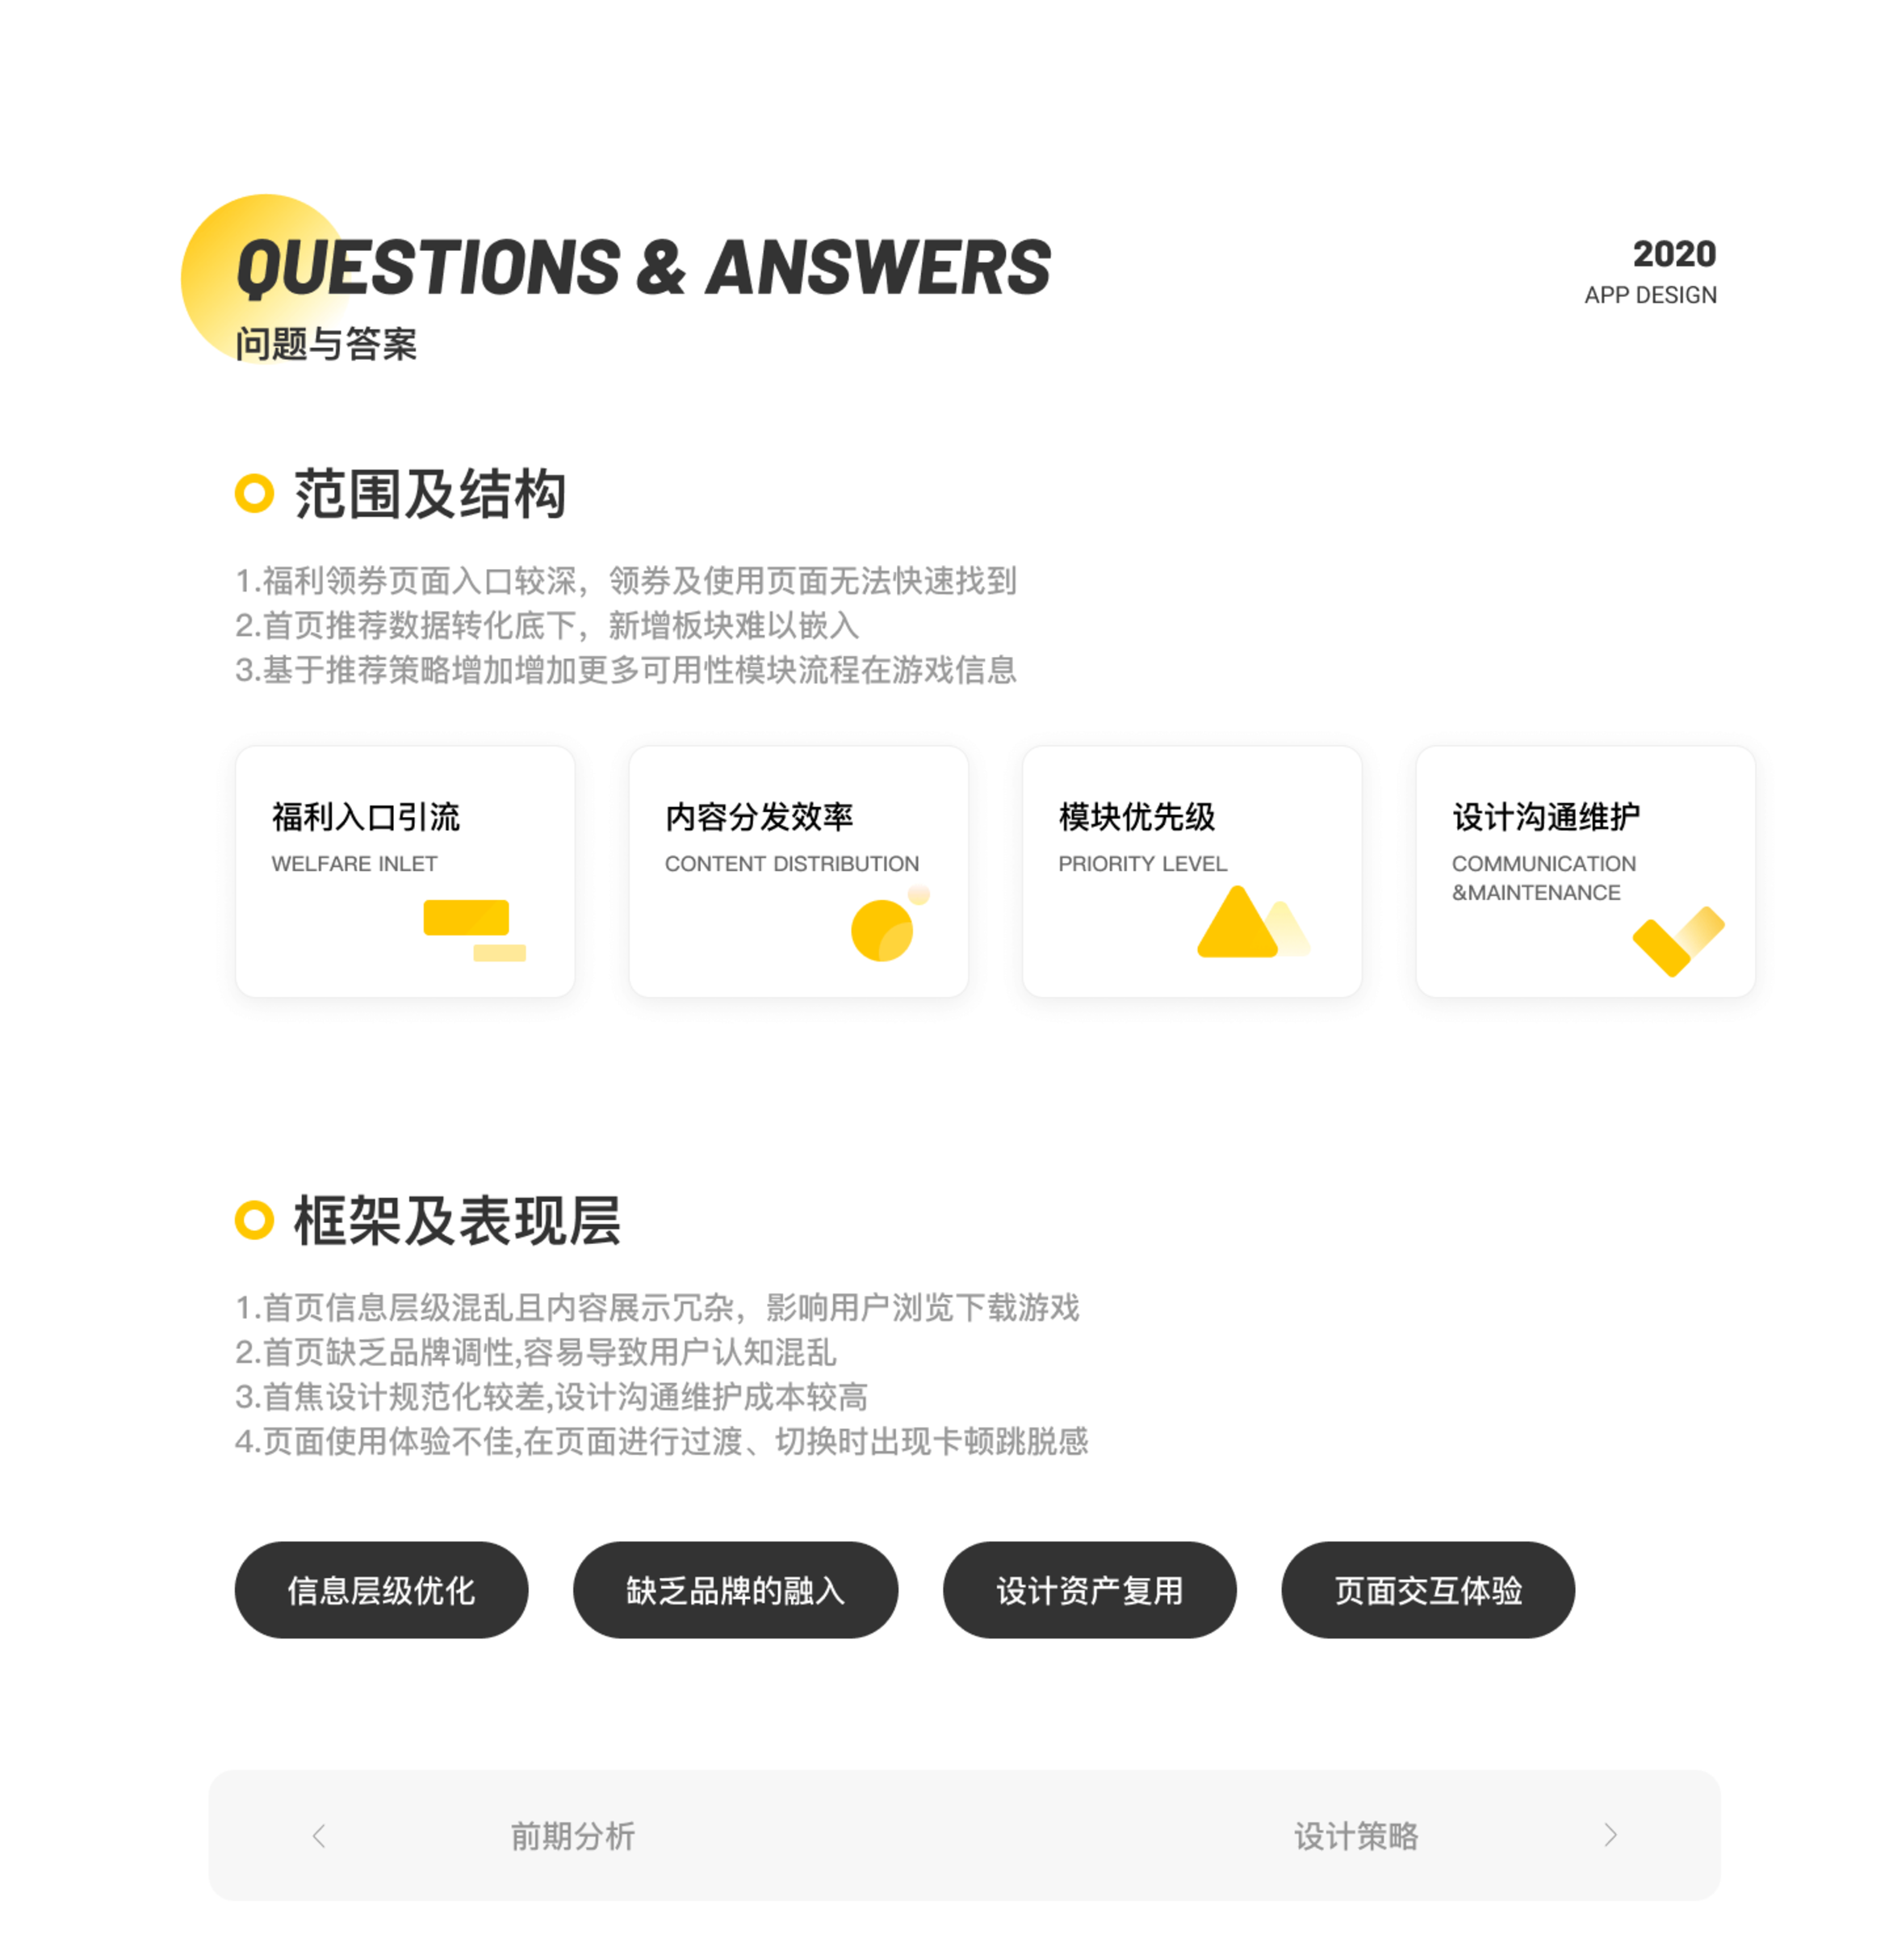 QUESTIONS & ANSWERS
问题与答案
2020
APP DESIGN
范围及结构
1.福利领券页面入口较深，领券及使用页面无法快速找到
2.首页推荐数据转化底下，新增板块难以嵌入
3.基于推荐策略增加增加更多可用性模块流程在游戏信息
福利入口引流
WELFARE INLET
内容分发效率
CONTENT DISTRIBUTION
模块优先级
PRIORITY LEVEL
设计沟通维护
COMMUNICATION
&MAINTENANCE
框架及表现层
1.首页信息层级混乱且内容展示冗杂，影响用户浏览下载游戏
2.首页缺乏品牌调性,容易导致用户认知混乱
3.首焦设计规范化较差,设计沟通维护成本较高
4.页面使用体验不佳,在页面进行过渡、切换时出现卡顿跳脱感
信息层级优化
缺乏品牌的融入
设计资产复用
页面交互体验
前期分析
设计策略